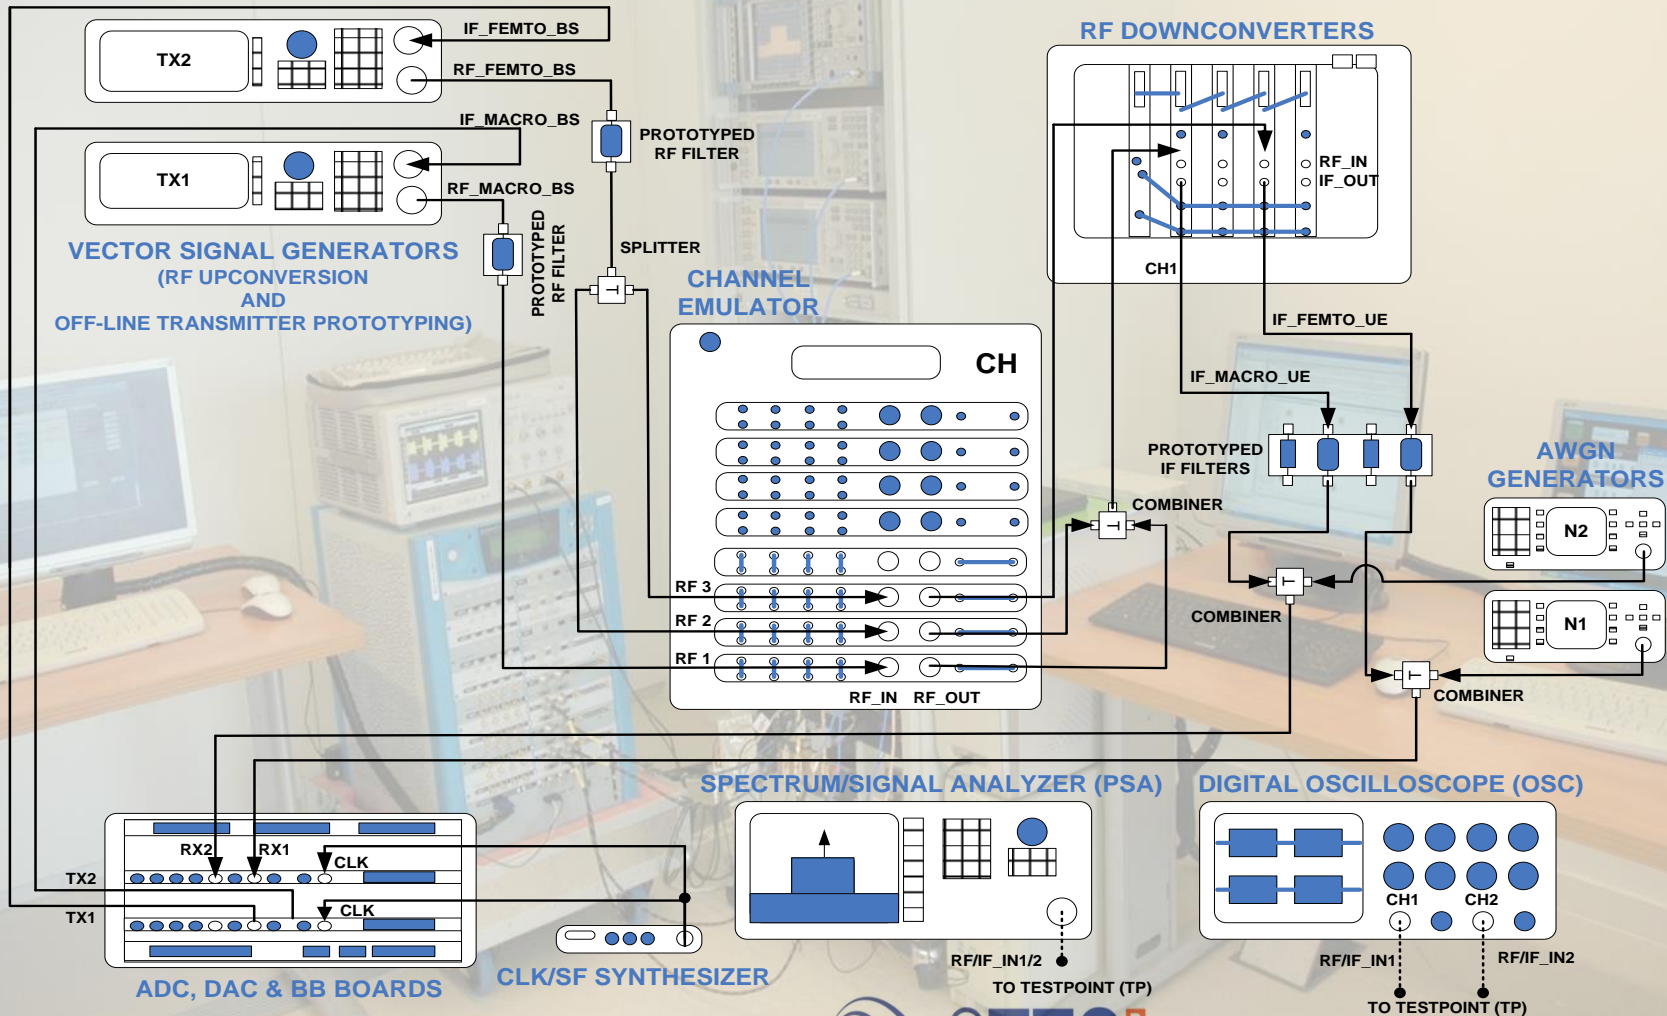 RF DOWNCONVERTERS
TX2
IF_FEMTO_BS
RF_FEMTO_BS
IF_MACRO_BS
TX1
RF_MACRO_BS
PROTOTYPED
RF FILTER
PROTOTYPED
RF FILTER
SPLITTER
VECTOR SIGNAL GENERATORS
(RF UPCONVERSION
AND
OFF-LINE TRANSMITTER PROTOTYPING)
RF_IN
IF_OUT
CH1
CHANNEL
EMULATOR
CH
IF_FEMTO_UE
IF_MACRO_UE
PROTOTYPED
IF FILTERS
AWGN
GENERATORS
N2
N1
COMBINER
COMBINER
COMBINER
RF 3
RF 2
RF 1
RF_IN
RF_OUT
SPECTRUM/SIGNAL ANALYZER (PSA)
DIGITAL OSCILLOSCOPE (OSC)
RX2
RX1
CLK
TX2
TX1
CLK
CH1
CH2
RF/IF_IN1/2
TO TESTPOINT (TP)
RF/IF_IN1
RF/IF_IN2
TO TESTPOINT (TP)
ADC, DAC & BB BOARDS
CLK/SF SYNTHESIZER